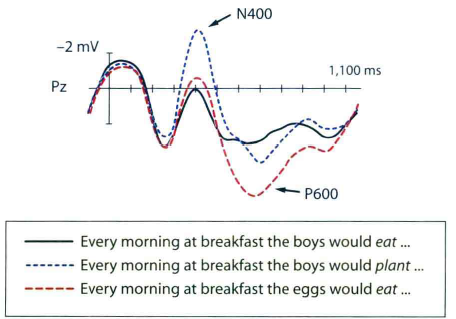 N400
–2 mV
1,100 ms
Pz
P600
Every morning at breakfast the boys would eat ...
Every morning at breakfast the boys would plant ...
Every morning at breakfast the eggs would eat ...